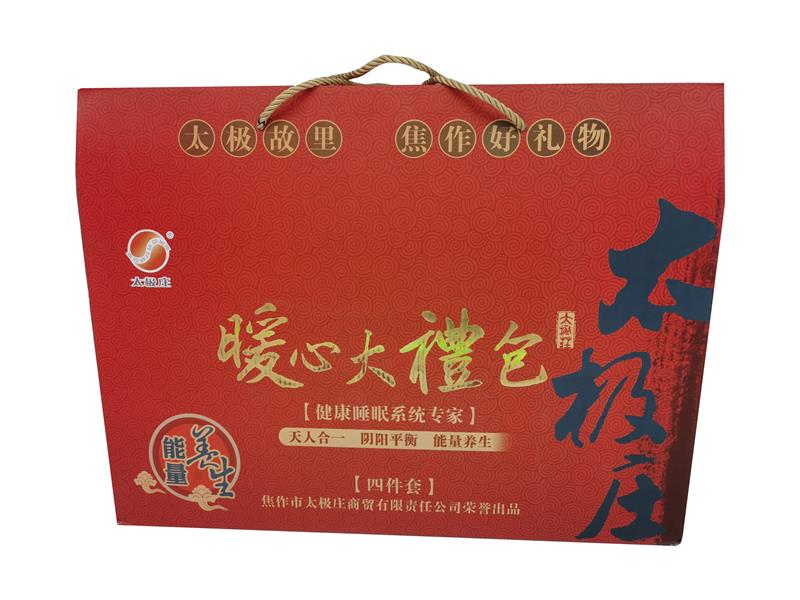 太极故里 焦作好礼物
®
太极庄
太极庄
暖心大禮包
【健康睡眠系统专家】
天人合一 阴阳平衡 能量养生
能量
养生
【四件套】
焦作市太极庄商贸有限责任公司荣誉出品